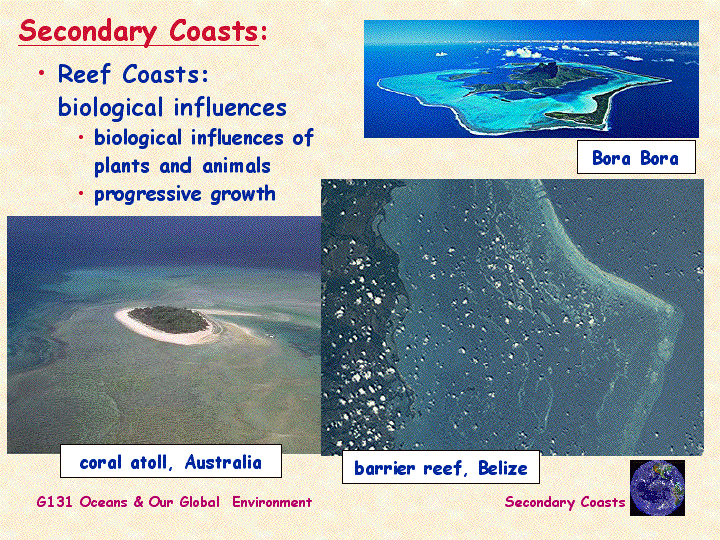 Secondary Coasts:
• Reef Coasts:
biological influences
• biological influences of
plants and animals
• progressive growth
Bora Bora
coral atoll, Australia
barrier reef, Belize
G131 Oceans & Our Global Environment
Secondary Coasts